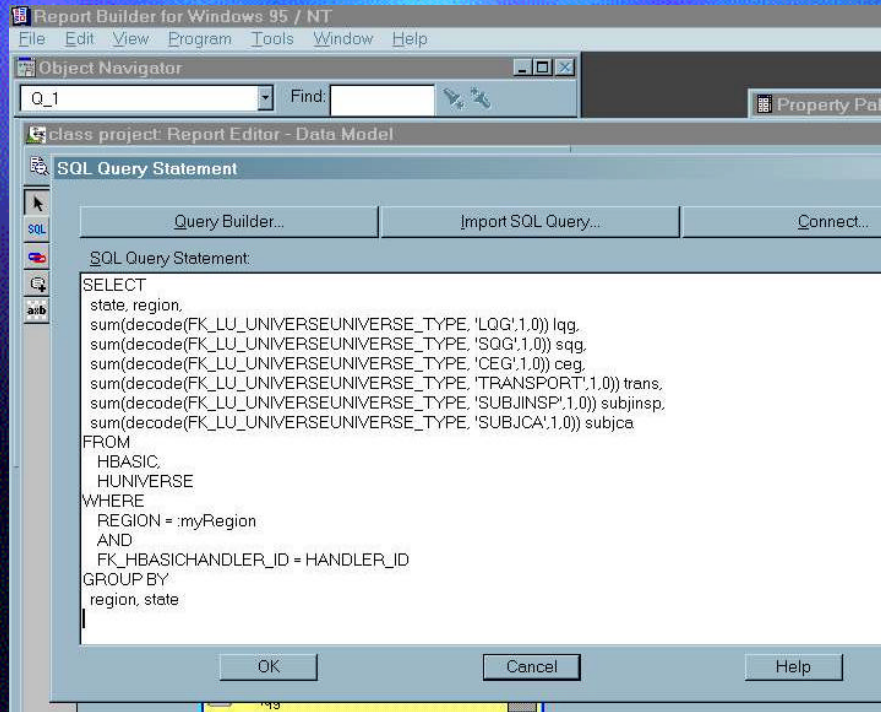 Report Builder for Windows 95 / NT
File Edit View Program Tools Window Help
Object Navigator
Q_1 Find:
Property Pal
class project: Report Editor - Data Model
SQL Query Statement
Query Builder... Import SQL Query... Connect...
SQL
SQL Query Statement:
axb
SELECT
state, region,
sum(decode(FK_LU_UNIVERSEUNIVERSE_TYPE, 'LQG',1,0)) lqg,
sum(decode(FK_LU_UNIVERSEUNIVERSE_TYPE, 'SQG',1,0)) sqg,
sum(decode(FK_LU_UNIVERSEUNIVERSE_TYPE, 'CEG',1,0)) ceg,
sum(decode(FK_LU_UNIVERSEUNIVERSE_TYPE, 'TRANSPORT',1,0)) trans,
sum(decode(FK_LU_UNIVERSEUNIVERSE_TYPE, 'SUBJINSP',1,0)) subjinsp,
sum(decode(FK_LU_UNIVERSEUNIVERSE_TYPE, 'SUBJCA',1,0)) subjca
FROM
HBASIC,
HUNIVERSE
WHERE
REGION = :myRegion
AND
FK_HBASICHANDLER_ID = HANDLER_ID
GROUP BY
region, state
OK Cancel Help